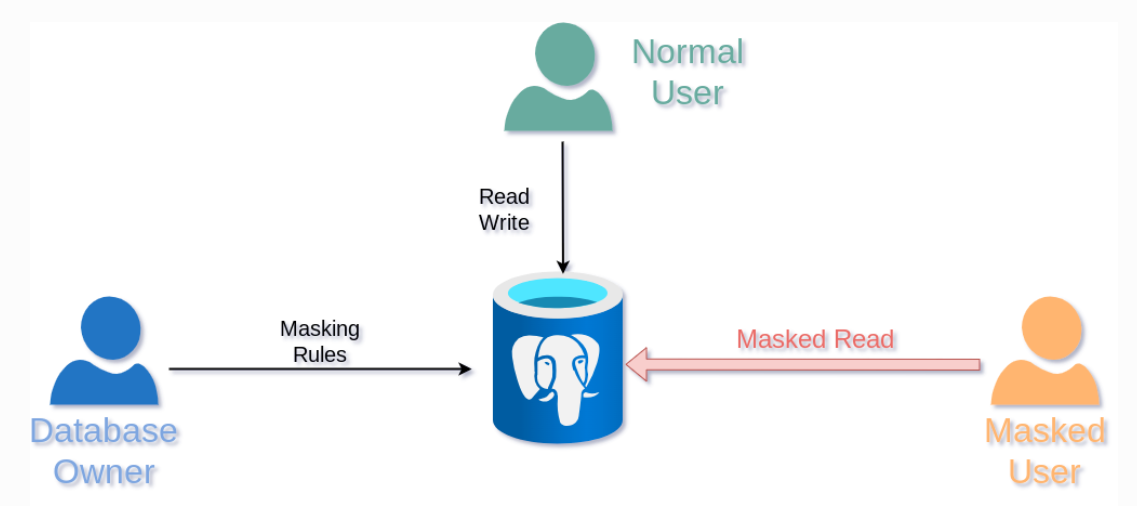 Normal
User
Read
Write
Masking
Rules
Masked Read
Database
Owner
Masked
User